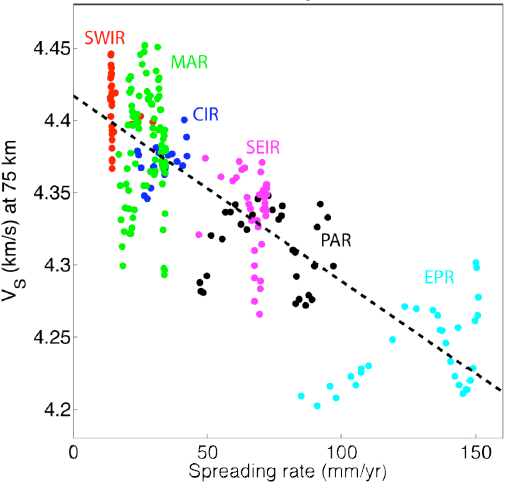 SWIR
MAR
CIR
SEIR
PAR
EPR
4.45
4.4
4.35
4.3
4.25
4.2
Vs (km/s) at 75 km
0
50
100
150
Spreading rate (mm/yr)